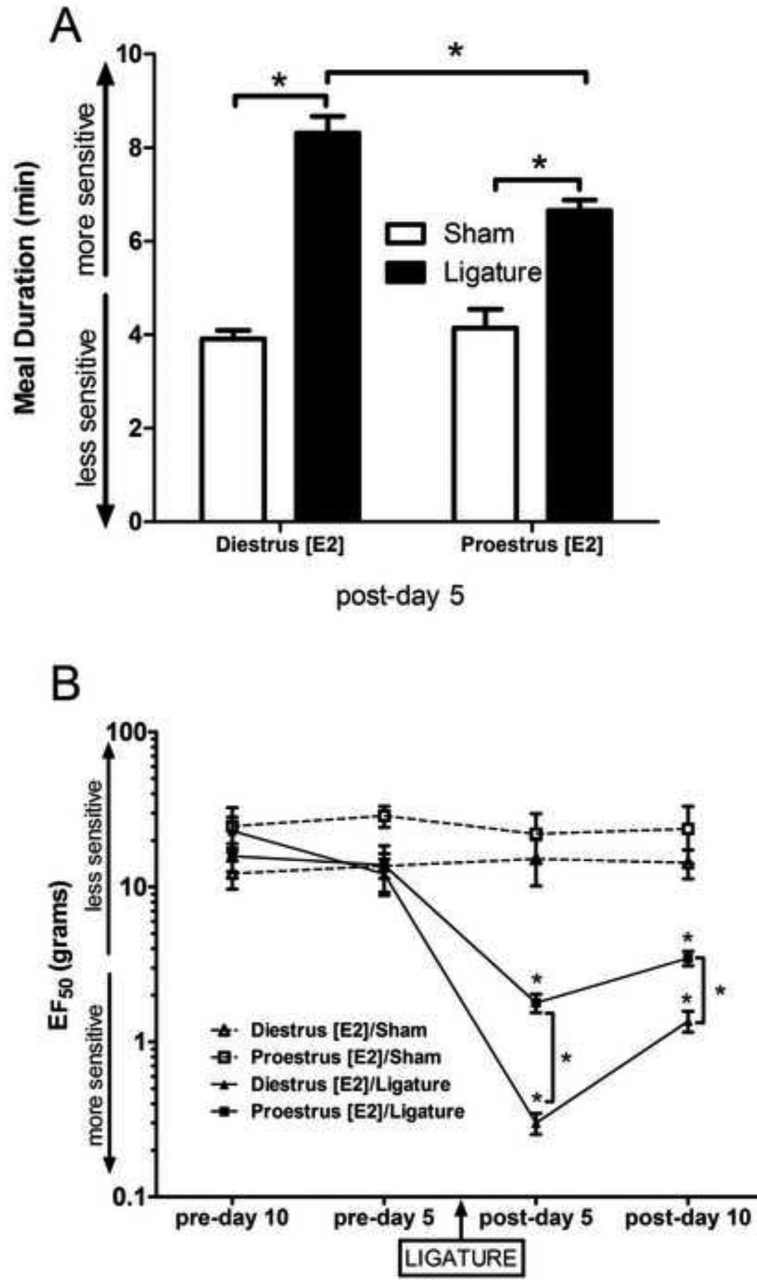 A
10
8
6
4
2
0
Meal Duration (min)
more sensitive
less sensitive
*
*
*
Sham
Ligature
Diestrus [E2]
Proestrus [E2]
post-day 5
B
100
10
1
0.1
EF50 (grams)
less sensitive
more sensitive
Diestrus [E2]/Sham
Proestrus [E2]/Sham
Diestrus [E2]/Ligature
Proestrus [E2]/Ligature
*
*
*
*
*
*
pre-day 10
pre-day 5
post-day 5
post-day 10
LIGATURE